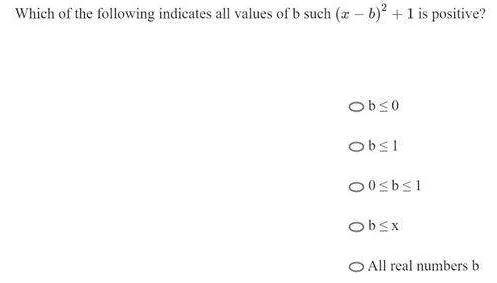 Which of the following indicates all values of b such (x − b)² + 1 is positive?
b ≤ 0
b ≤ 1
0 ≤ b ≤ 1
b ≤ x
All real numbers b